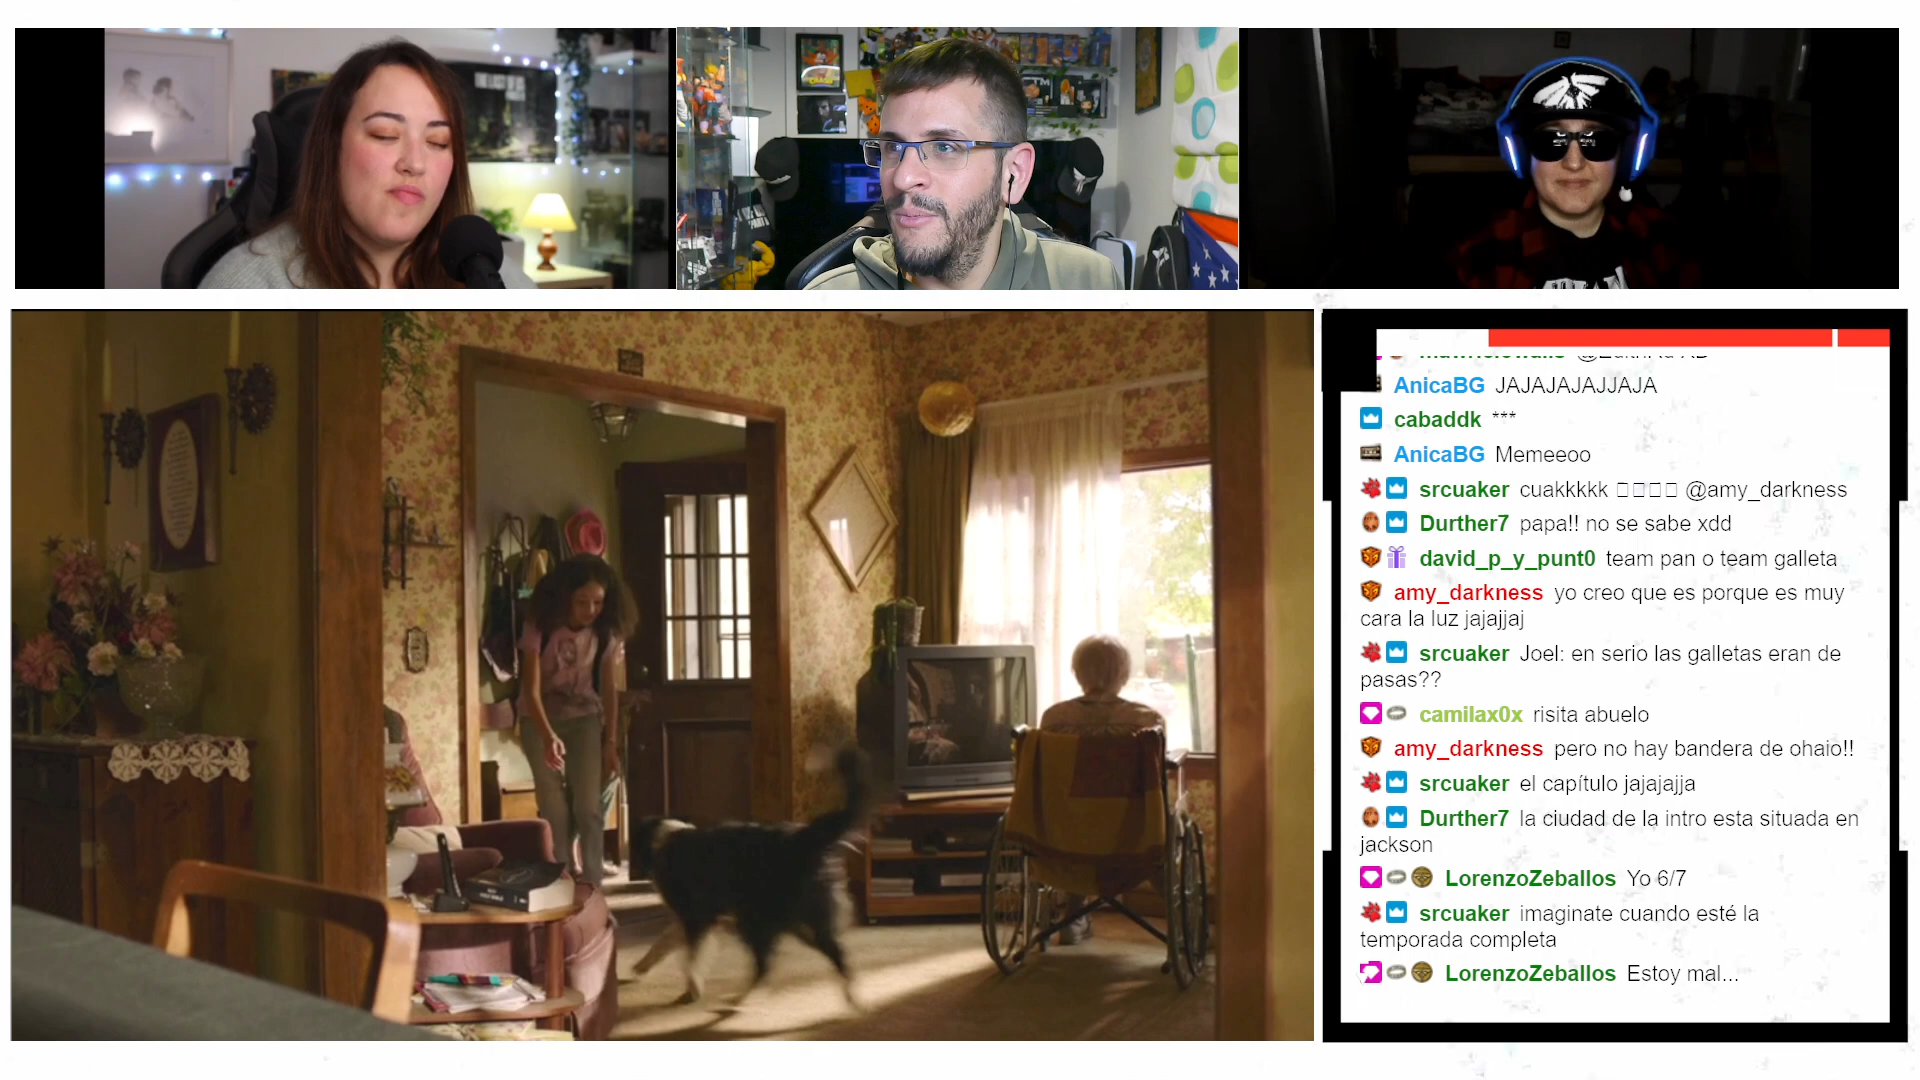 AnicaBG JAJAJAJAJJAJA
cabaddk ***
AnicaBG Memeeoo
srcuaker cuakkkkk □□□□ @amy_darkness
Durther7 papa!! no se sabe xdd
david_p_y_punt0 team pan o team galleta
amy_darkness yo creo que es porque es muy
cara la luz jajajjaj
srcuaker Joel: en serio las galletas eran de
pasas??
camilax0x risita abuelo
amy_darkness pero no hay bandera de ohaio!!
srcuaker el capítulo jajajajja
Durther7 la ciudad de la intro esta situada en
jackson
LorenzoZeballos Yo 6/7
srcuaker imaginate cuando esté la
temporada completa
LorenzoZeballos Estoy mal...